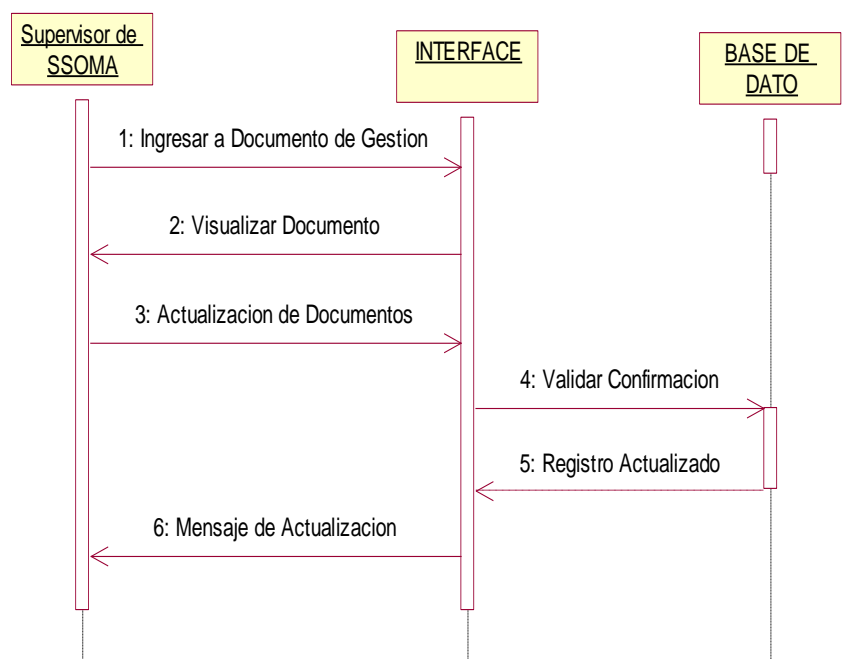 Supervisor de
SSOMA
INTERFACE
BASE DE
DATO
1: Ingresar a Documento de Gestion
2: Visualizar Documento
3: Actualizacion de Documentos
4: Validar Confirmacion
5: Registro Actualizado
6: Mensaje de Actualizacion